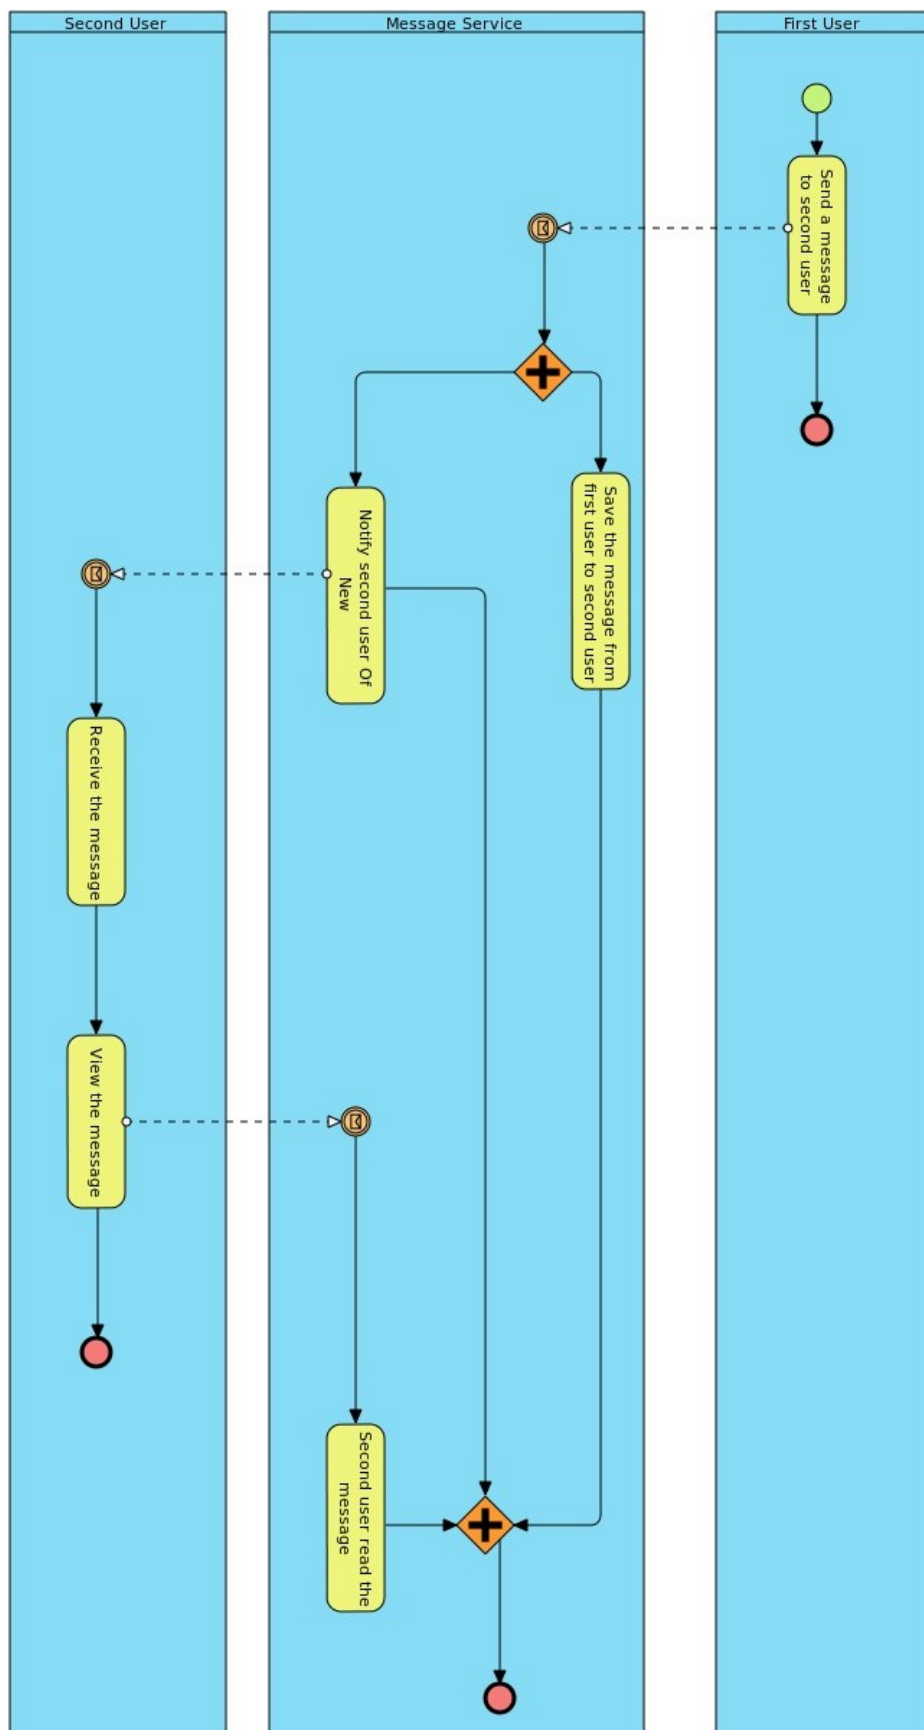 Second User
Message Service
First User
Send a message
to second user
Save the message from
first user to second user
Notify second user Of
New
Receive the message
View the message
Second user read the
message